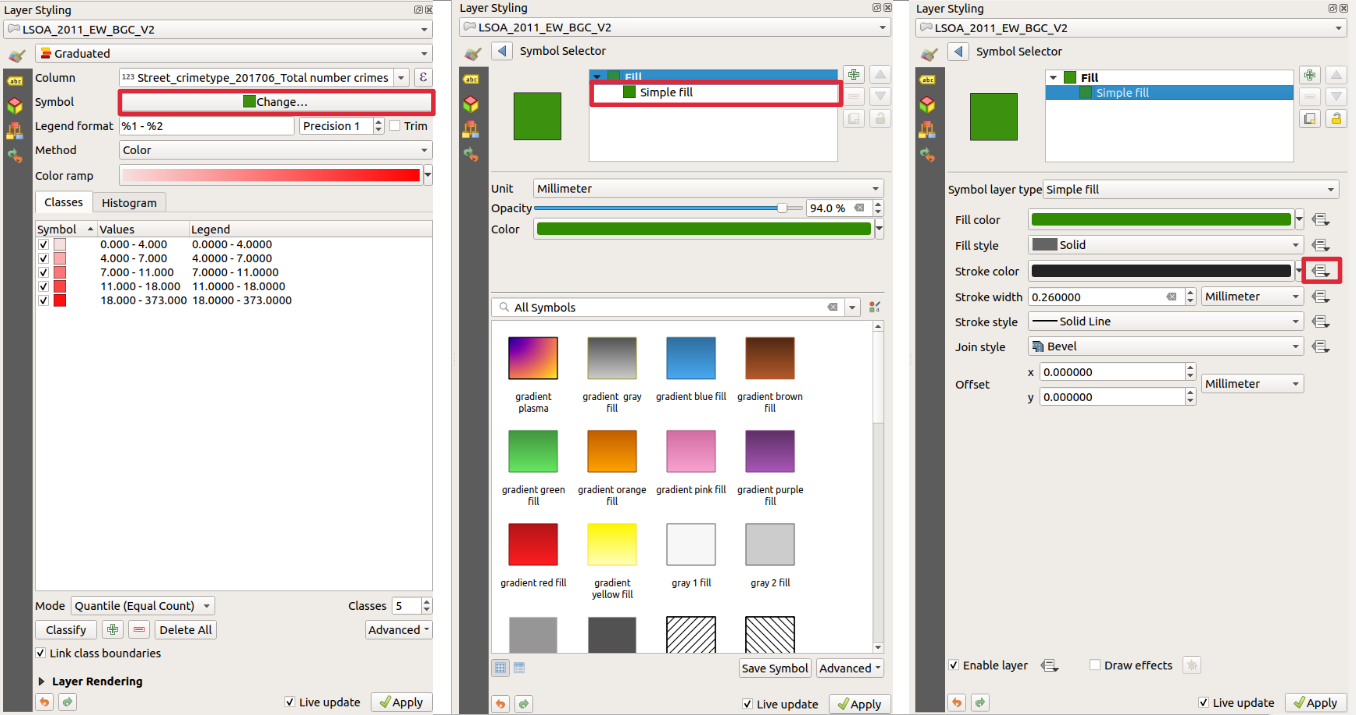 Layer Styling
LSOA_2011_EW_BGC_V2
Graduated
abc
Column
123 Street_crimetype_201706_Total number crimes
ε
Symbol
Change...
Legend format
%1 - %2
Precision 1
Trim
Method
Color
Color ramp
Classes
Histogram
Symbol Values Legend
0.000 - 4.000 0.0000 - 4.0000
4.000 - 7.000 4.0000 - 7.0000
7.000 - 11.000 7.0000 - 11.0000
11.000 - 18.000 11.0000 - 18.0000
18.000 - 373.000 18.0000 - 373.0000
Mode
Quantile (Equal Count)
Classes
5
Classify
Delete All
Advanced
Link class boundaries
Layer Rendering
Live update
Apply
Layer Styling
LSOA_2011_EW_BGC_V2
Symbol Selector
abc
Fill
Simple fill
Unit
Millimeter
Opacity
94.0 %
Color
All Symbols
gradient plasma
gradient gray fill
gradient blue fill
gradient brown fill
gradient green fill
gradient orange fill
gradient pink fill
gradient purple fill
gradient red fill
gradient yellow fill
gray 1 fill
gray 2 fill
Save Symbol
Advanced
Live update
Apply
Layer Styling
LSOA_2011_EW_BGC_V2
Symbol Selector
abc
Fill
Simple fill
Symbol layer type
Simple fill
Fill color
Fill style
Solid
Stroke color
Stroke width
0.260000
Millimeter
Stroke style
Solid Line
Join style
Bevel
Offset
x
0.000000
y
0.000000
Millimeter
Enable layer
Draw effects
Live update
Apply